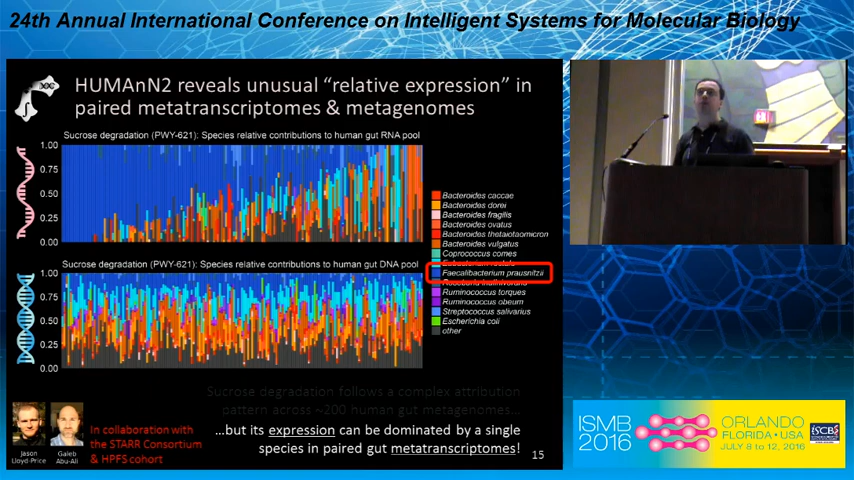 24th Annual International Conference on Intelligent Systems for Molecular Biology
HUMAnN2 reveals unusual “relative expression” in
paired metatranscriptomes & metagenomes
Sucrose degradation (PWY-621): Species relative contributions to human gut RNA pool
1.00
0.75
0.50
0.25
0.00
Sucrose degradation (PWY-621): Species relative contributions to human gut DNA pool
1.00
0.75
0.50
0.25
0.00
Bacteroides caccae
Bacteroides dorei
Bacteroides fragilis
Bacteroides ovatus
Bacteroides thetaiotaomicron
Bacteroides vulgatus
Coprococcus comes
Faecalibacterium prausnitzii
Ruminococcus torques
Ruminococcus obeum
Streptococcus salivarius
Escherichia coli
other
Sucrose degradation follows a complex attribution
pattern across ~200 human gut metagenomes...
...but its expression can be dominated by a single
species in paired gut metatranscriptomes!
15
Jason
Lloyd-Price
Galeb
Abu-Ali
In collaboration with
the STARR Consortium
& HPFS cohort
ISMB
2016
ORLANDO
FLORIDA • USA
JULY 8 to 12, 2016
ISCB